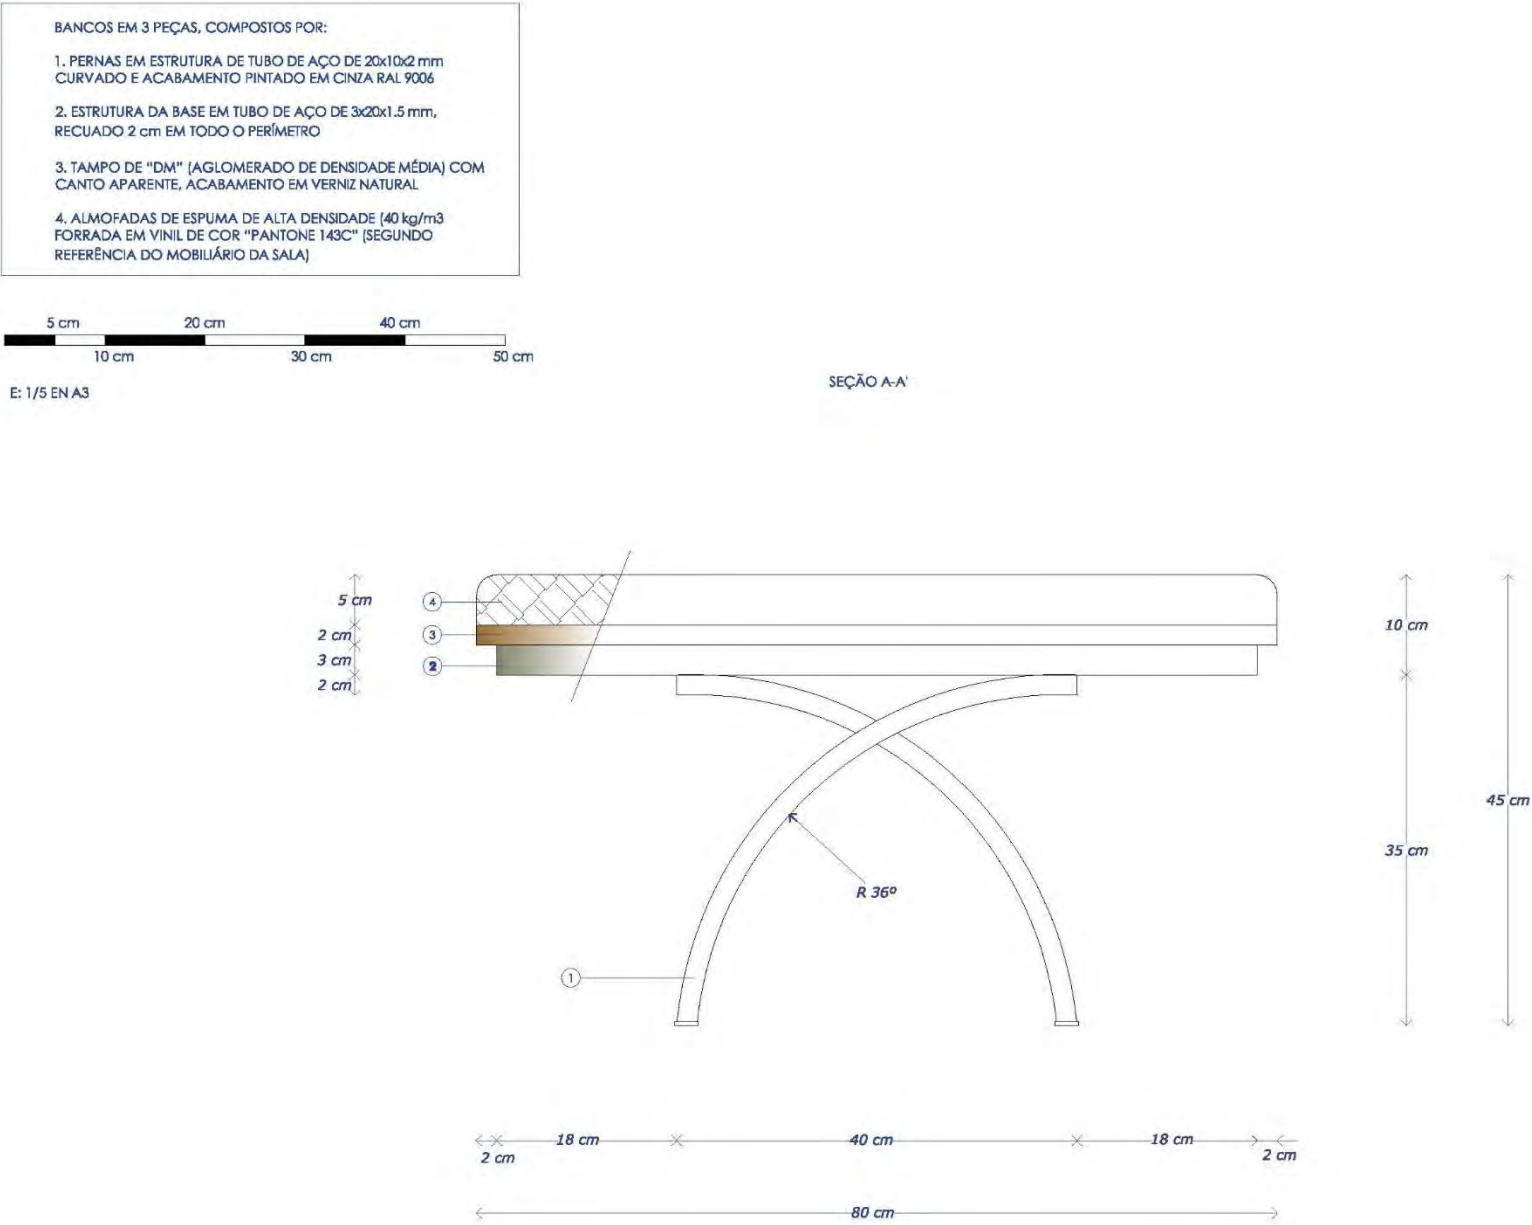 BANCOS EM 3 PEÇAS, COMPOSTOS POR:
1. PERNAS EM ESTRUTURA DE TUBO DE AÇO DE 20x10x2 mm
CURVADO E ACABAMENTO PINTADO EM CINZA RAL 9006
2. ESTRUTURA DA BASE EM TUBO DE AÇO DE 3x20x1.5 mm,
RECUADO 2 cm EM TODO O PERÍMETRO
3. TAMPO DE "DM" (AGLOMERADO DE DENSIDADE MÉDIA) COM
CANTO APARENTE, ACABAMENTO EM VERNIZ NATURAL
4. ALMOFADAS DE ESPUMA DE ALTA DENSIDADE (40 kg/m3
FORRADA EM VINIL DE COR "PANTONE 143C" (SEGUNDO
REFERÊNCIA DO MOBILIÁRIO DA SALA)
5 cm 20 cm 40 cm
10 cm 30 cm 50 cm
E: 1/5 EN A3
SEÇÃO A-A'
5 cm
2 cm
3 cm
2 cm
4
3
2
10 cm
45 cm
35 cm
R 36º
1
18 cm 40 cm 18 cm
2 cm 2 cm
80 cm